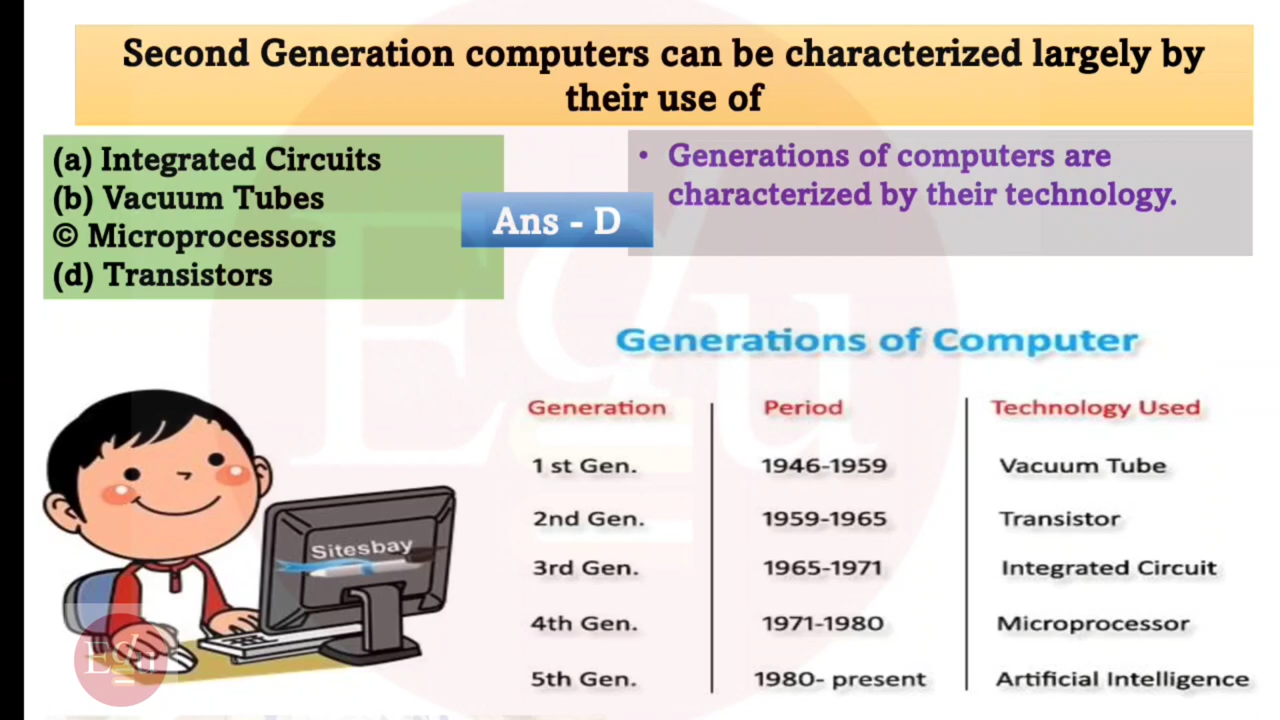 Second Generation computers can be characterized largely by
their use of
(a) Integrated Circuits
(b) Vacuum Tubes
© Microprocessors
(d) Transistors
Ans - D
• Generations of computers are
characterized by their technology.
Generations of Computer
Generation Period Technology Used
1 st Gen. 1946-1959 Vacuum Tube
2nd Gen. 1959-1965 Transistor
3rd Gen. 1965-1971 Integrated Circuit
4th Gen. 1971-1980 Microprocessor
5th Gen. 1980- present Artificial Intelligence
Sitesbay
Edu
Edu